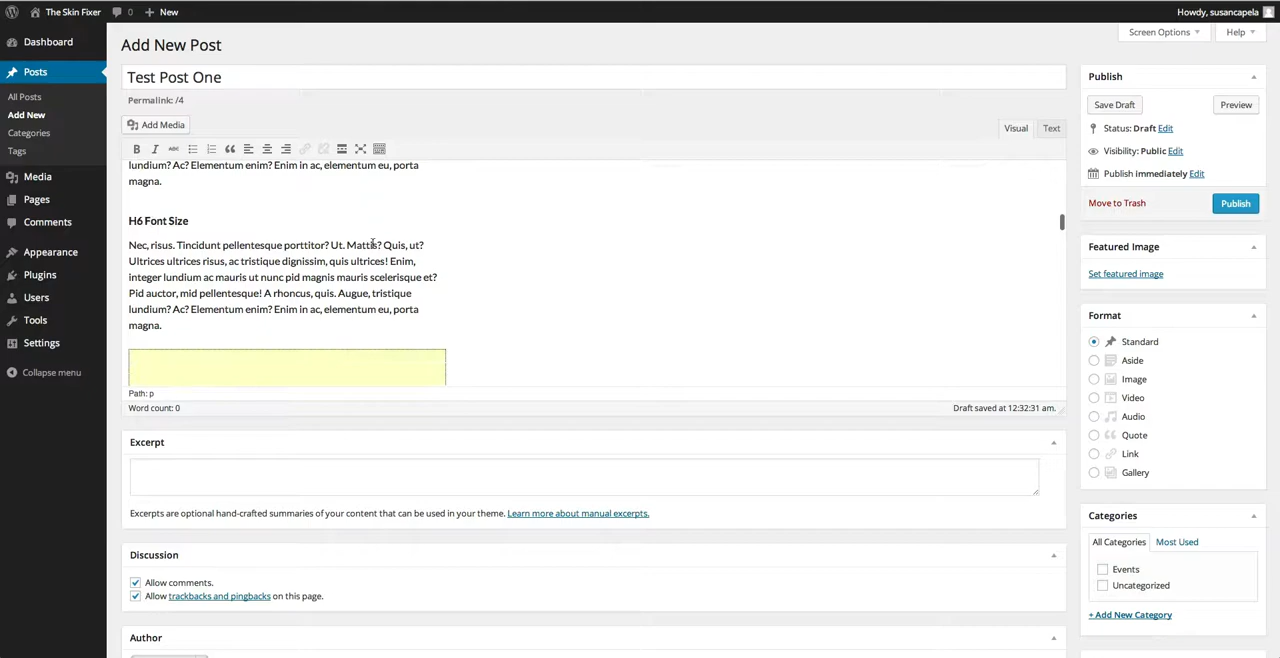 The Skin Fixer 0 New Howdy, susancapela
Dashboard
Posts
All Posts
Add New
Categories
Tags
Media
Pages
Comments
Appearance
Plugins
Users
Tools
Settings
Collapse menu
Screen Options Help
Add New Post
Test Post One
Permalink: /4
Add Media
Visual Text
B I ABC
lundium? Ac? Elementum enim? Enim in ac, elementum eu, porta
magna.
H6 Font Size
Nec, risus. Tincidunt pellentesque porttitor? Ut. Mattis? Quis, ut?
Ultrices ultrices risus, ac tristique dignissim, quis ultrices! Enim,
integer lundium ac mauris ut nunc pid magnis mauris scelerisque et?
Pid auctor, mid pellentesque! A rhoncus, quis. Augue, tristique
lundium? Ac? Elementum enim? Enim in ac, elementum eu, porta
magna.
Path: p
Word count: 0 Draft saved at 12:32:31 am.
Excerpt
Excerpts are optional hand-crafted summaries of your content that can be used in your theme. Learn more about manual excerpts.
Discussion
Allow comments.
Allow trackbacks and pingbacks on this page.
Author
Publish
Save Draft Preview
Status: Draft Edit
Visibility: Public Edit
Publish immediately Edit
Move to Trash Publish
Featured Image
Set featured image
Format
Standard
Aside
Image
Video
Audio
Quote
Link
Gallery
Categories
All Categories Most Used
Events
Uncategorized
+ Add New Category